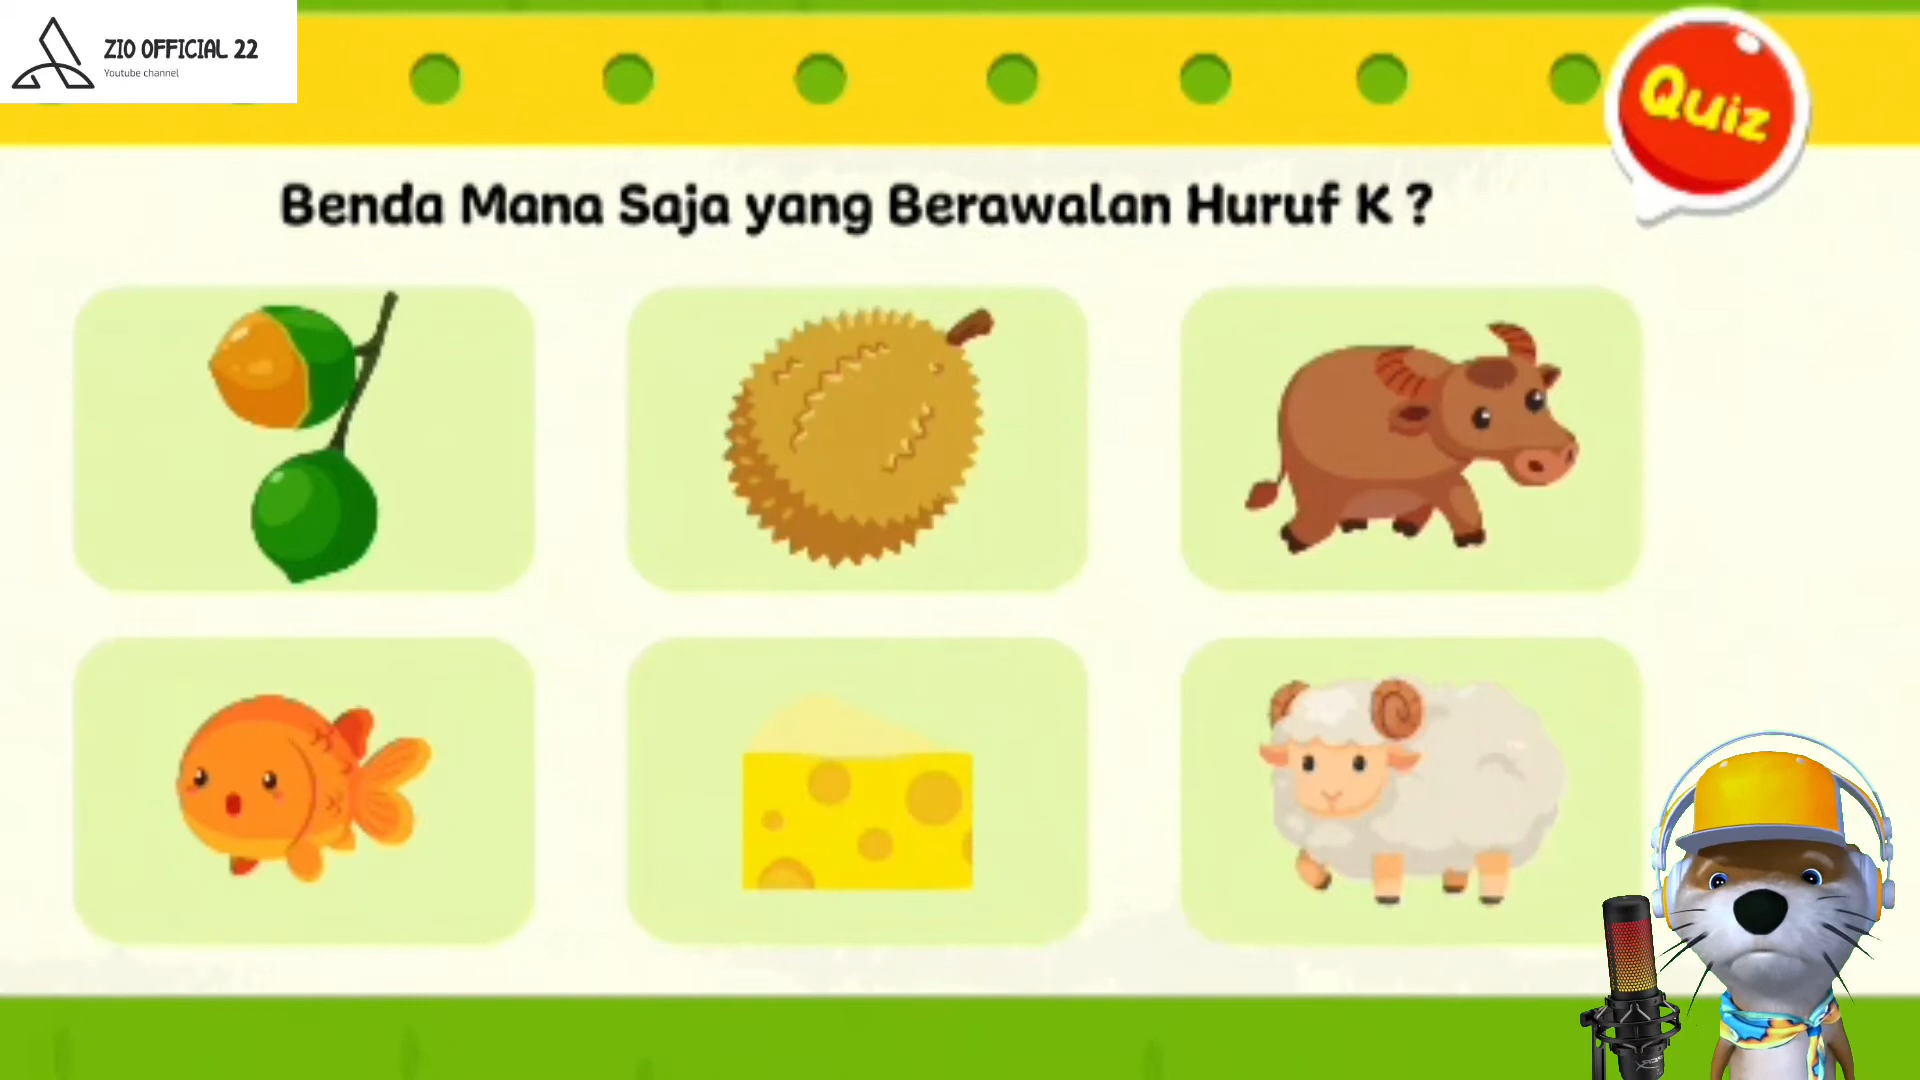 ZIO OFFICIAL 22
Youtube channel
Quiz
Benda Mana Saja yang Berawalan Huruf K ?